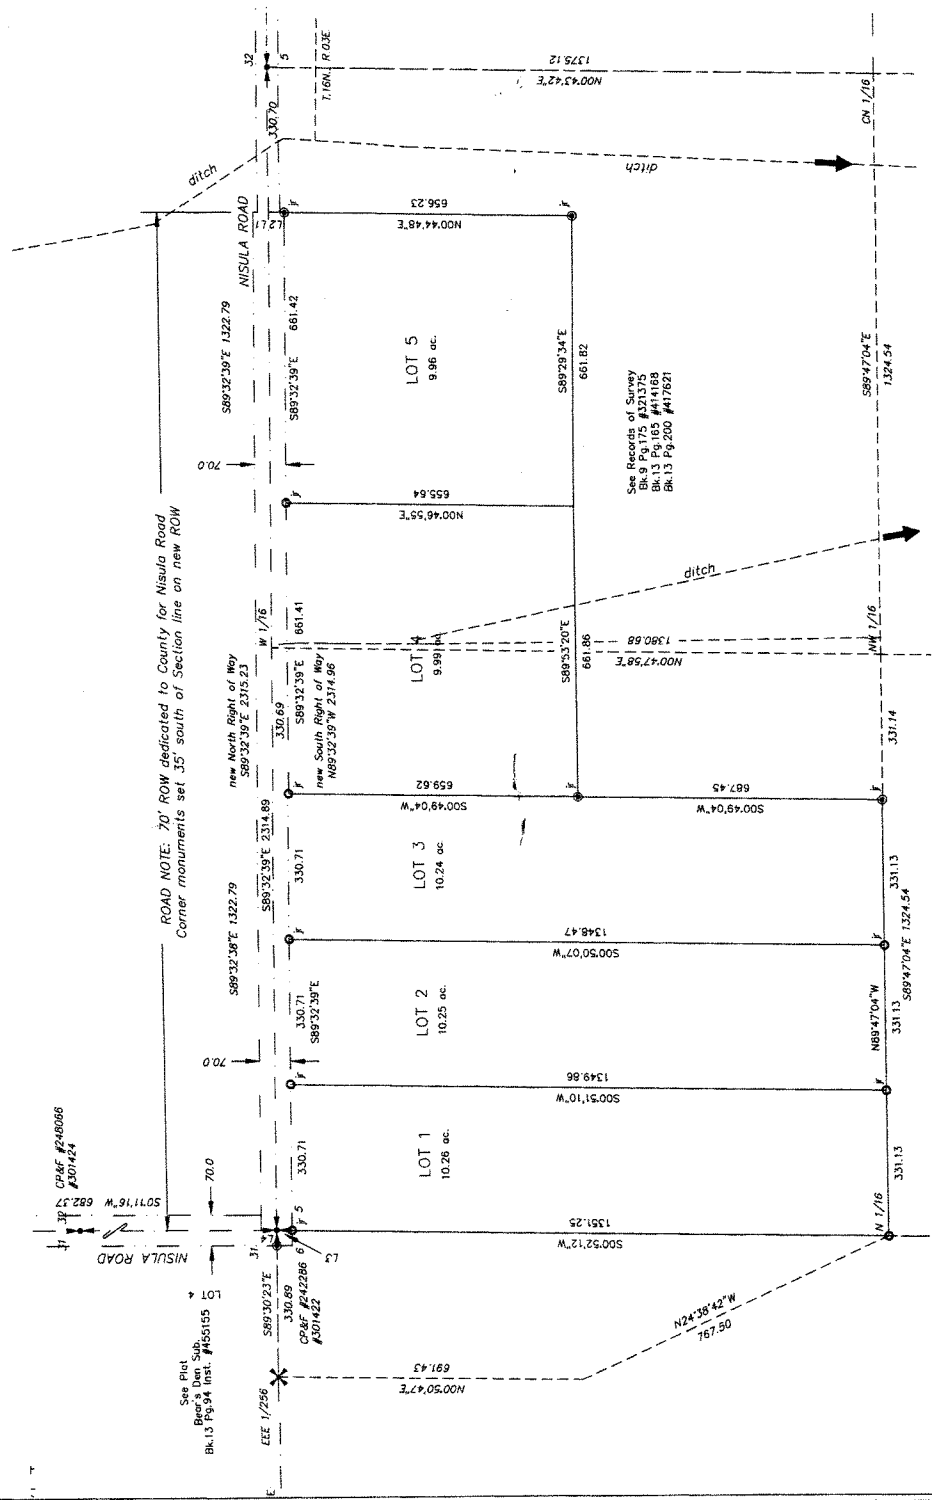 ROAD NOTE: 70' ROW dedicated to County for Nisula Road
Corner monuments set 35' south of Section line on new ROW
See Plat
Bear's Den Sub.
Bk.13 Pg.94 Inst. #455155
LOT 4
NISULA ROAD
31
32
S0°11'16"W 682.37
CP&F #248066
#301424
70.0
EEE 1/256
E
S89°30'23"E
330.89
CP&F #242286
#301422
31
6
5
L4
L3
70.0
S89°32'38"E 1322.79
S89°32'39"E 2314.89
new North Right of Way
S89°32'39"E 2315.23
W 1/16
S89°32'39"E 1322.79
70.0
NISULA ROAD
L2
L1
ditch
330.70
32
5
T.16N., R.03E.
330.71
330.71
S89°32'39"E
330.71
330.69
S89°32'39"E
661.41
new South Right of Way
N89°32'39"W 2314.96
S89°32'39"E
661.42
N00°50'47"E
691.43
N24°38'42"W
767.50
S00°52'12"W
1351.25
LOT 1
10.26 ac.
S00°51'10"W
1349.86
LOT 2
10.25 ac.
S00°50'07"W
1348.47
LOT 3
10.24 ac.
S00°49'04"W
659.62
S00°49'04"W
687.45
LOT 4
9.99 ac.
S89°53'20"E
661.86
N00°47'58"E
1380.68
ditch
N00°46'55"E
655.64
LOT 5
9.96 ac.
S89°29'34"E
661.82
N00°44'48"E
656.23
ditch
N00°43'42"E
1375.12
See Records of Survey
Bk.9 Pg.175 #321375
Bk.13 Pg.165 #414168
Bk.13 Pg.200 #417621
N 1/16
331.13
N89°47'04"W
331.13
S89°47'04"E 1324.54
331.13
331.14
NW 1/16
S89°47'04"E
1324.54
CN 1/16